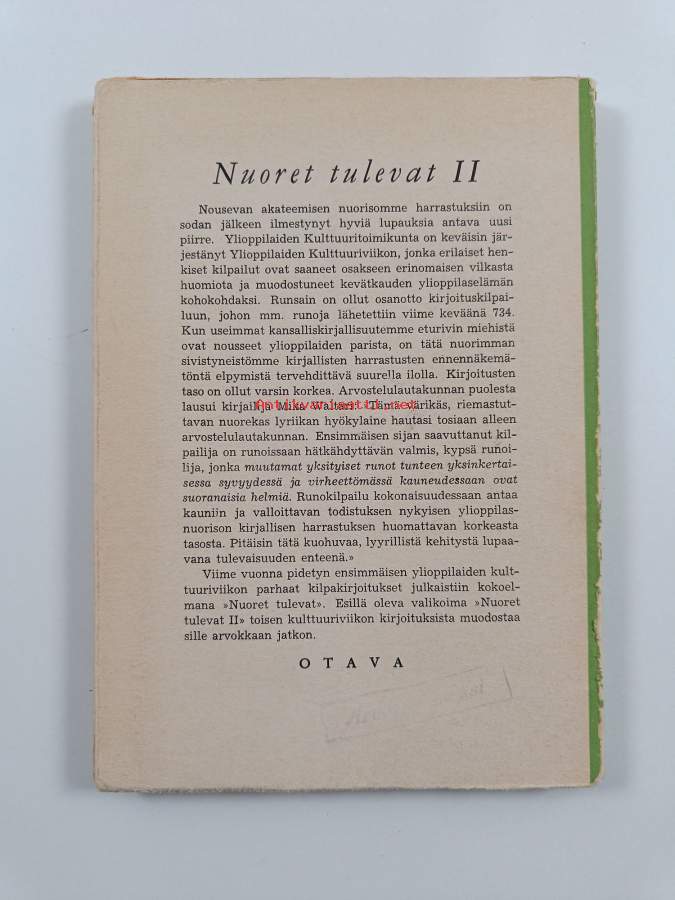 Nuoret tulevat II
Nousevan akateemisen nuorisomme harrastuksiin on
sodan jälkeen ilmestynyt hyviä lupauksia antava uusi
piirre. Ylioppilaiden Kulttuuritoimikunta on keväisin jär-
jestänyt Ylioppilaiden Kulttuuriviikon, jonka erilaiset hen-
kiset kilpailut ovat saaneet osakseen erinomaisen vilkasta
huomiota ja muodostuneet kevätkauden ylioppilaselämän
kohokohdaksi. Runsain on ollut osanotto kirjoituskilpai-
luun, johon mm. runoja lähetettiin viime keväänä 734.
Kun useimmat kansalliskirjallisuutemme eturivin miehistä
ovat nousseet ylioppilaiden parista, on tätä nuorimman
sivistyneistömme kirjallisten harrastusten ennennäkemä-
töntä elpymistä tervehdittävä suurella ilolla. Kirjoitusten
taso on ollut varsin korkea. Arvostelulautakunnan puolesta
lausui kirjailija Mika Waltari: »Tämä värikäs, riemastut-
tavan nuorekas lyriikan hyökylaine hautasi tosiaan alleen
arvostelulautakunnan. Ensimmäisen sijan saavuttanut kil-
pailija on runoissaan hätkähdyttävän valmis, kypsä runoi-
lija, jonka muutamat yksityiset runot tunteen yksinkertai-
sessa syvyydessä ja virheettömässä kauneudessaan ovat
suoranaisia helmiä. Runokilpailu kokonaisuudessaan antaa
kauniin ja valloittavan todistuksen nykyisen ylioppilas-
nuorison kirjallisen harrastuksen huomattavan korkeasta
tasosta. Pitäisin tätä kuohuvaa, lyyrillistä kehitystä lupaa-
vana tulevaisuuden enteenä.»
Viime vuonna pidetyn ensimmäisen ylioppilaiden kult-
tuuriviikon parhaat kilpakirjoitukset julkaistiin kokoel-
mana »Nuoret tulevat». Esillä oleva valikoima »Nuoret
tulevat II» toisen kulttuuriviikon kirjoituksista muodostaa
sille arvokkaan jatkon.
OTAVA